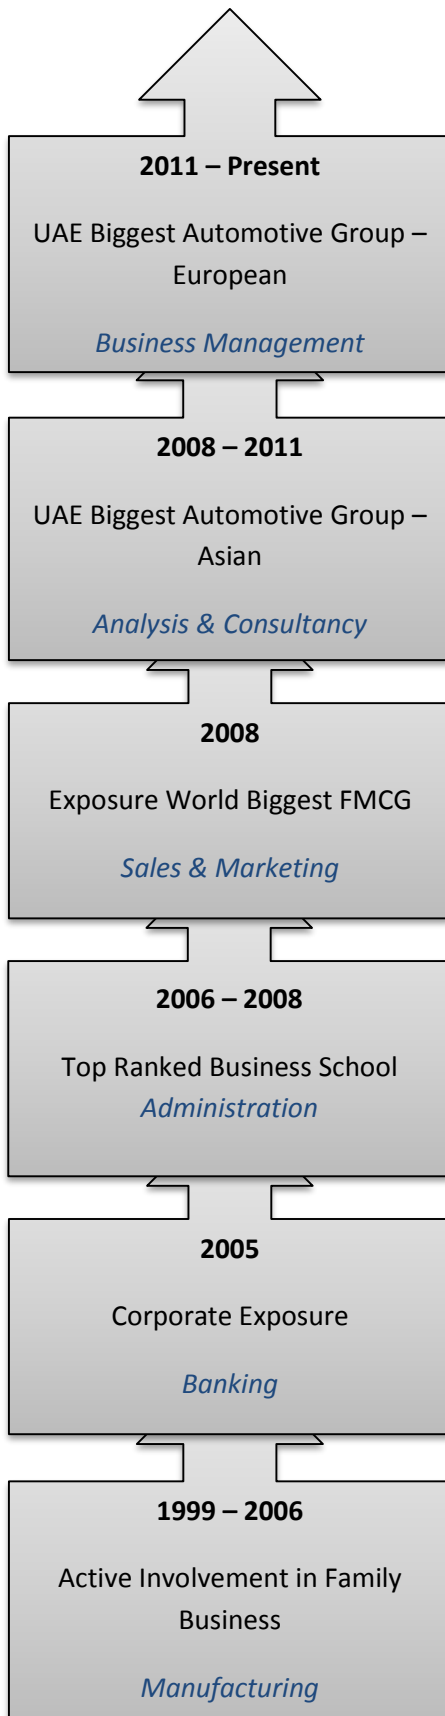 2011 – Present
UAE Biggest Automotive Group –
European
Business Management
2008 – 2011
UAE Biggest Automotive Group –
Asian
Analysis & Consultancy
2008
Exposure World Biggest FMCG
Sales & Marketing
2006 – 2008
Top Ranked Business School
Administration
2005
Corporate Exposure
Banking
1999 – 2006
Active Involvement in Family
Business
Manufacturing